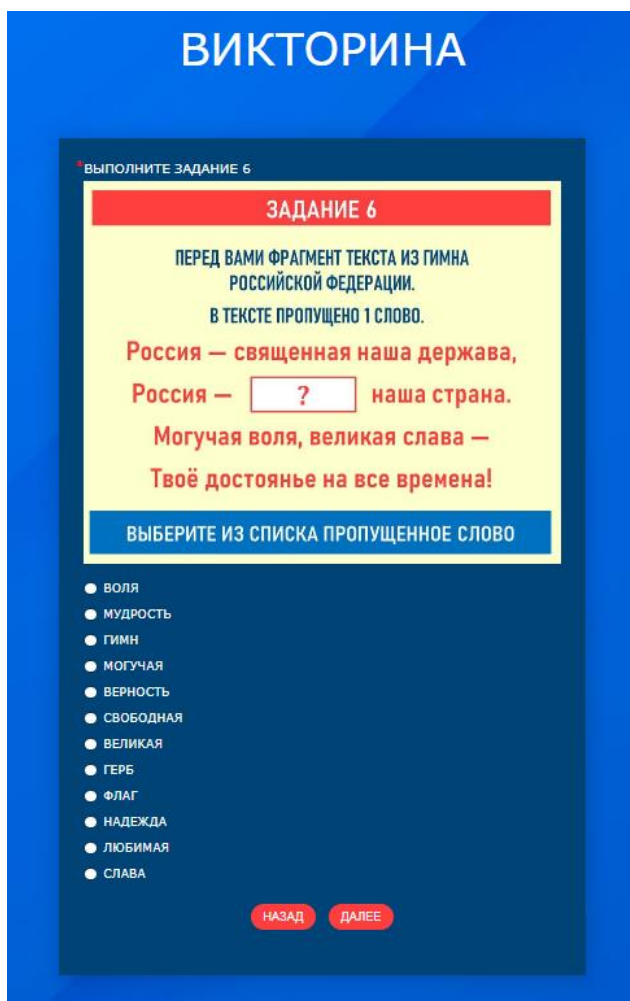 ВИКТОРИНА
*ВЫПОЛНИТЕ ЗАДАНИЕ 6
ЗАДАНИЕ 6
ПЕРЕД ВАМИ ФРАГМЕНТ ТЕКСТА ИЗ ГИМНА
РОССИЙСКОЙ ФЕДЕРАЦИИ.
В ТЕКСТЕ ПРОПУЩЕНО 1 СЛОВО.
Россия — священная наша держава,
Россия — ? наша страна.
Могучая воля, великая слава —
Твоё достоянье на все времена!
ВЫБЕРИТЕ ИЗ СПИСКА ПРОПУЩЕННОЕ СЛОВО
ВОЛЯ
МУДРОСТЬ
ГИМН
МОГУЧАЯ
ВЕРНОСТЬ
СВОБОДНАЯ
ВЕЛИКАЯ
ГЕРБ
ФЛАГ
НАДЕЖДА
ЛЮБИМАЯ
СЛАВА
НАЗАД ДАЛЕЕ